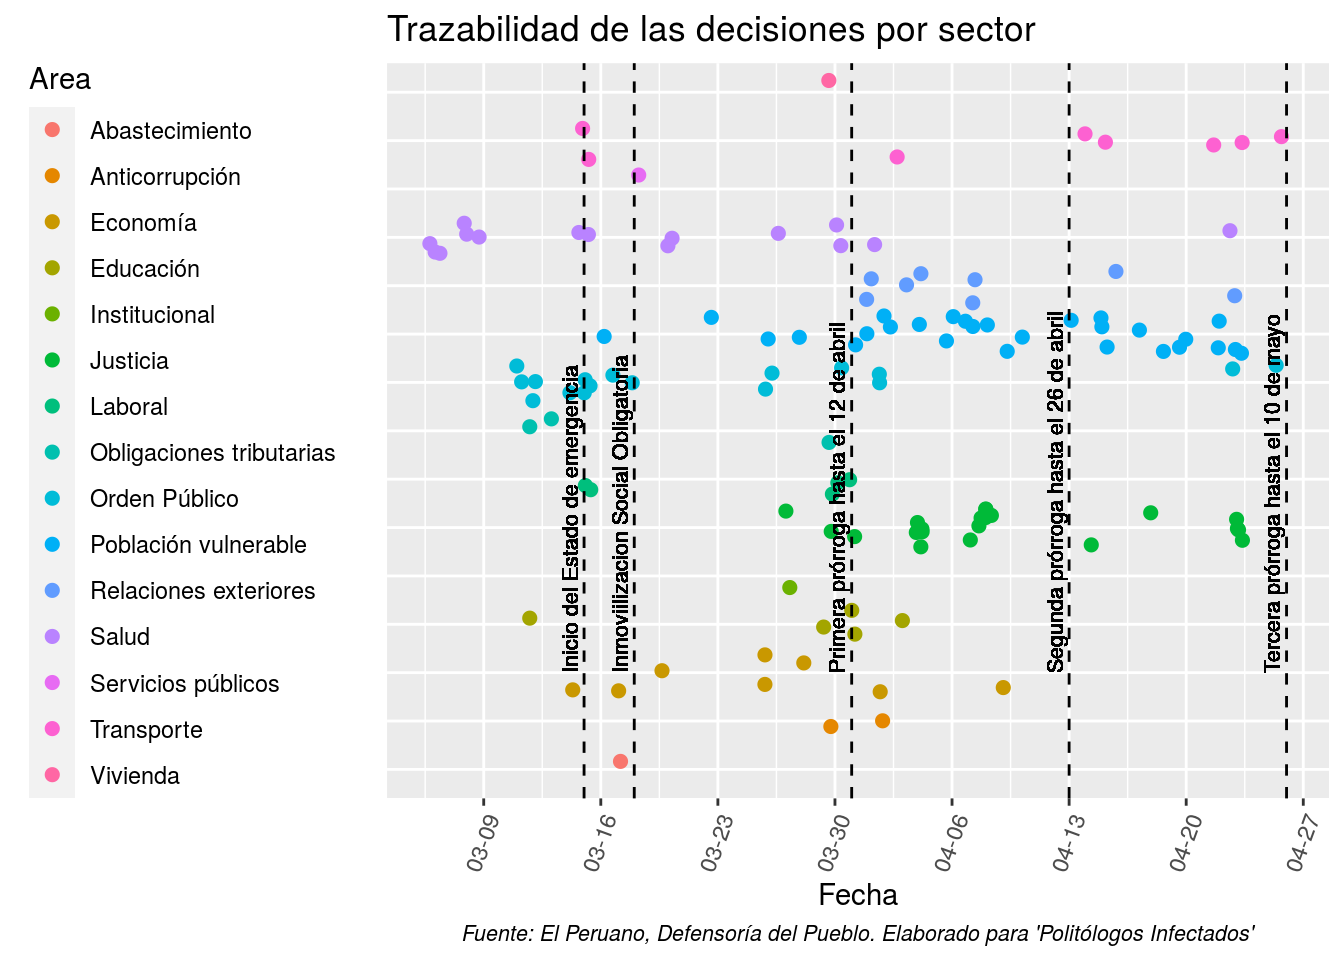 Trazabilidad de las decisiones por sector
Area
Abastecimiento
Anticorrupción
Economía
Educación
Institucional
Justicia
Laboral
Obligaciones tributarias
Orden Público
Población vulnerable
Relaciones exteriores
Salud
Servicios públicos
Transporte
Vivienda
Inicio del Estado de emergencia
Inmoviilizacion Social Obligatoria
Primera prórroga hasta el 12 de abril
Segunda prórroga hasta el 26 de abril
Tercera prórroga hasta el 10 de mayo
03-09
03-16
03-23
03-30
04-06
04-13
04-20
04-27
Fecha
Fuente: El Peruano, Defensoría del Pueblo. Elaborado para 'Politólogos Infectados'